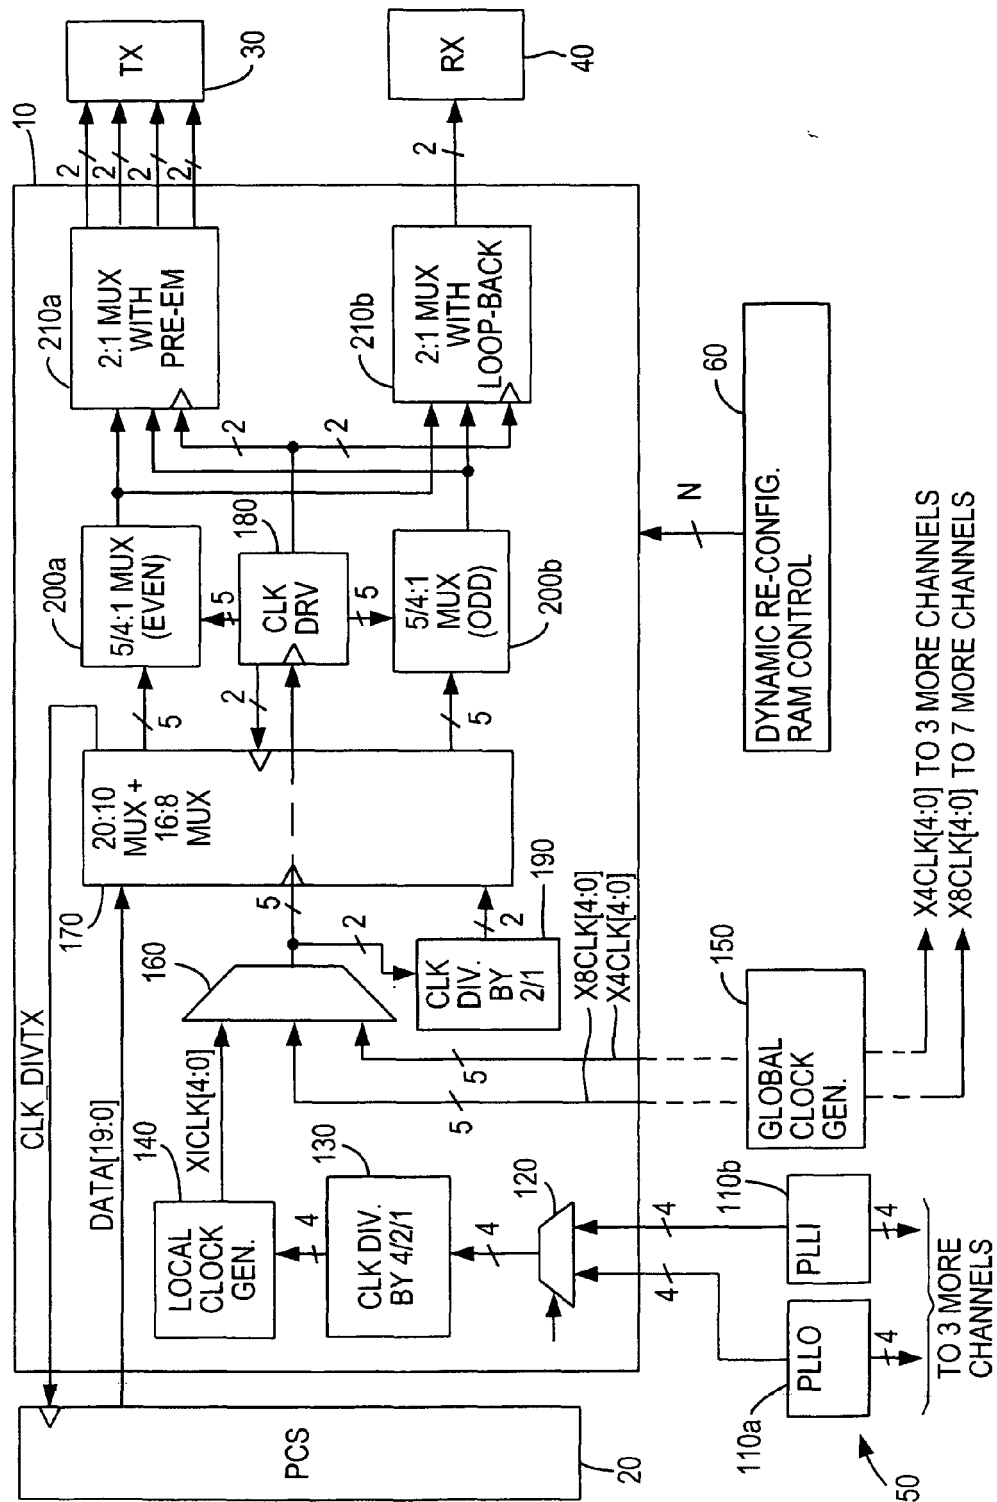 CLK_DIVTX
DATA[19:0]
PCS
20
10
TX
30
RX
40
2
2
2
2
2
210a
2:1 MUX
WITH
PRE-EM
210b
2:1 MUX
WITH
LOOP-BACK
2
2
200a
5/4:1 MUX
(EVEN)
180
CLK
DRV
5
5
2
5/4:1
MUX
(ODD)
200b
5
5
20:10
MUX +
16:8
MUX
170
5
2
2
160
190
CLK
DIV.
BY
2/1
X8CLK[4:0]
X4CLK[4:0]
5
5
XICLK[4:0]
140
LOCAL
CLOCK
GEN.
4
130
CLK DIV.
BY 4/2/1
4
120
4
4
110b
PLLI
4
110a
PLLO
4
50
TO 3 MORE
CHANNELS
150
GLOBAL
CLOCK
GEN.
X4CLK[4:0] TO 3 MORE CHANNELS
X8CLK[4:0] TO 7 MORE CHANNELS
N
60
DYNAMIC RE-CONFIG.
RAM CONTROL